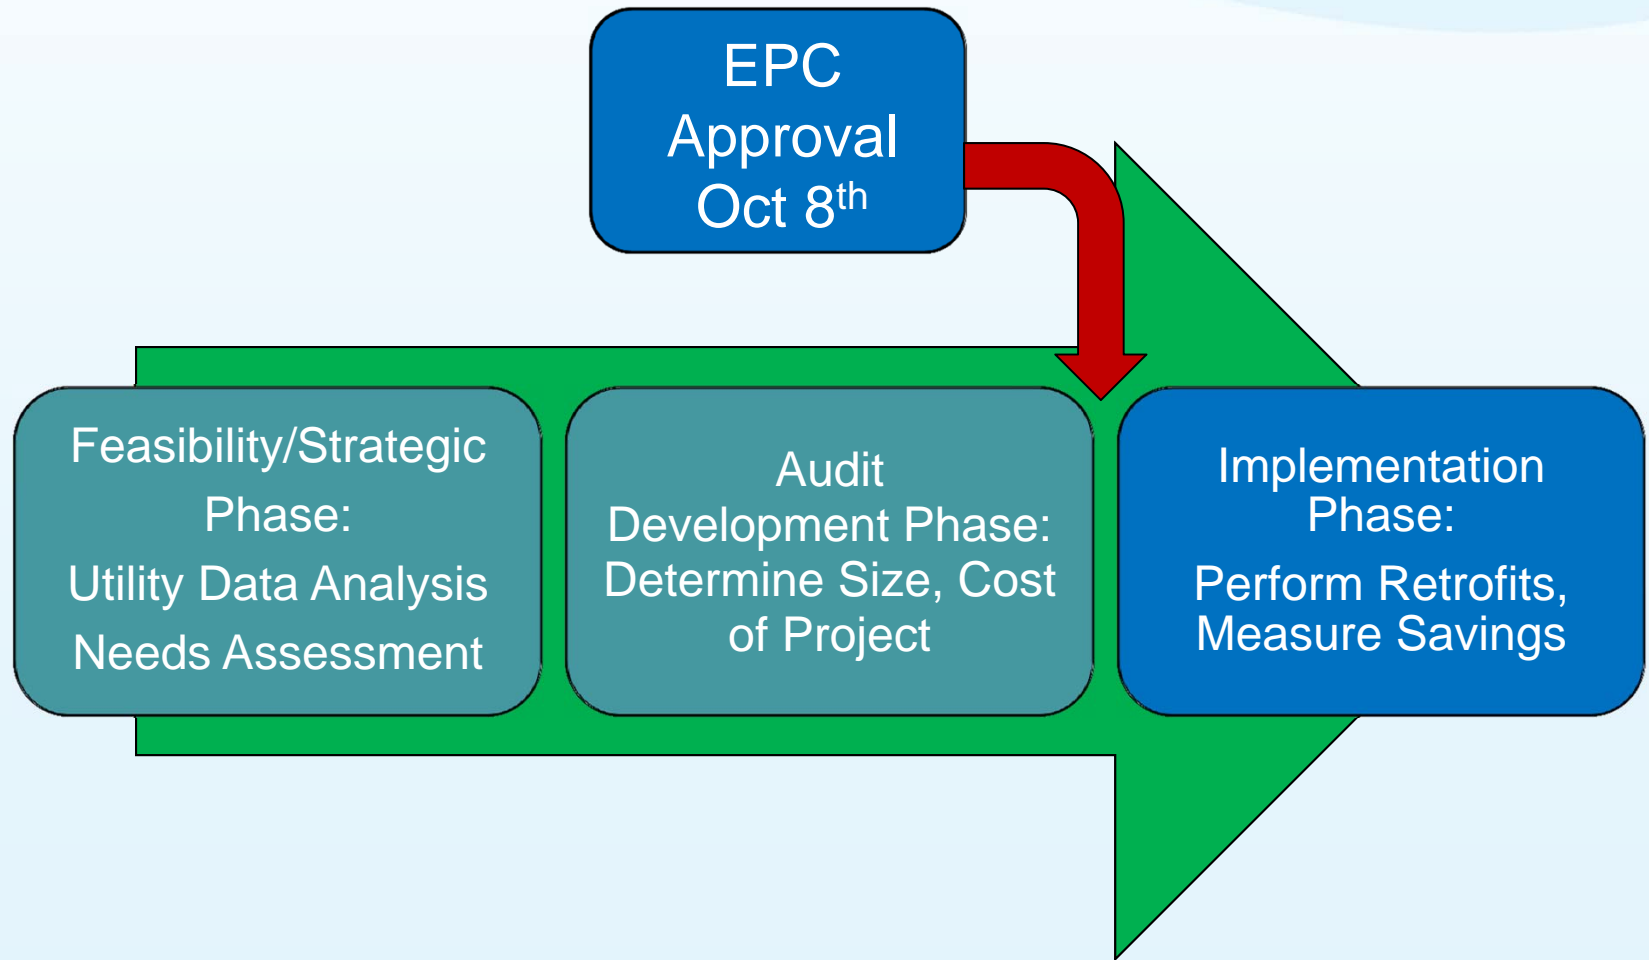 EPC
Approval
Oct 8th
Feasibility/Strategic
Phase:
Utility Data Analysis
Needs Assessment
Audit
Development Phase:
Determine Size, Cost
of Project
Implementation
Phase:
Perform Retrofits,
Measure Savings